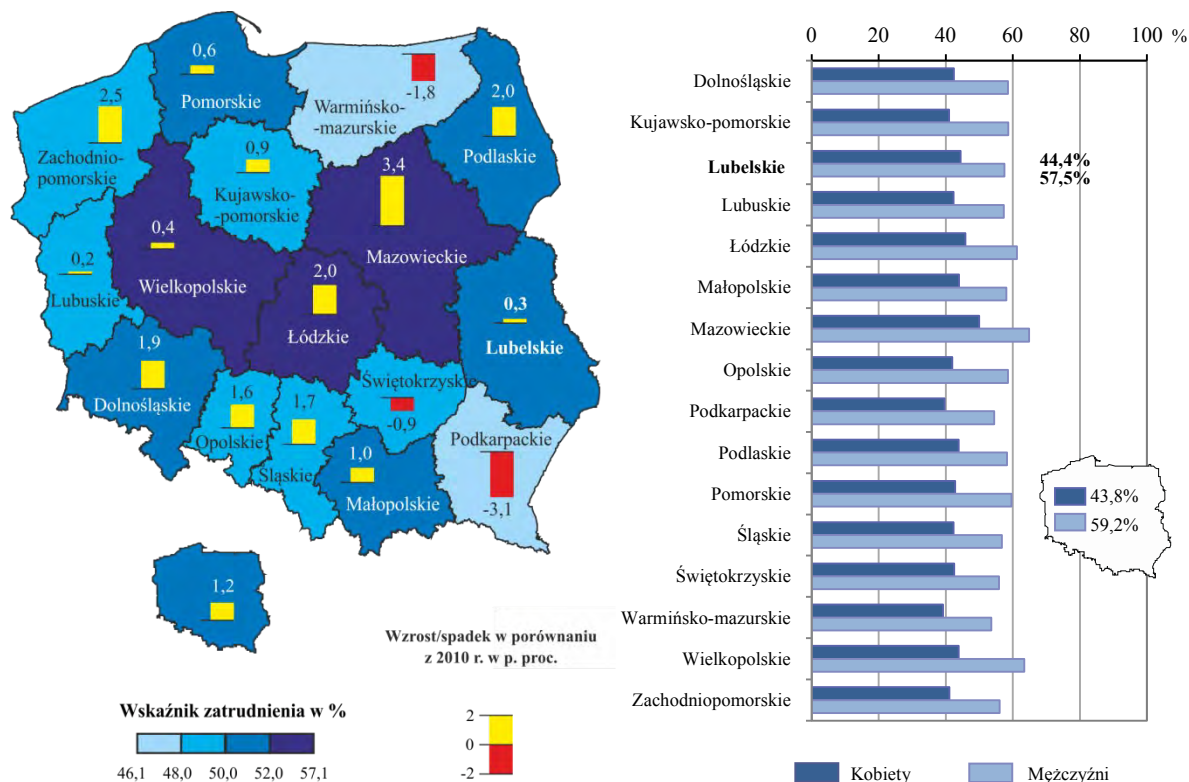 0,6
Pomorskie
-1,8
Warmińsko-
-mazurskie
2,0
Podlaskie
2,5
Zachodnio-
pomorskie
0,9
Kujawsko-
-pomorskie
3,4
Mazowieckie
0,4
Wielkopolskie
0,2
Lubuskie
2,0
Łódzkie
0,3
Lubelskie
1,9
Dolnośląskie
1,6
Opolskie
1,7
Śląskie
Świętokrzyskie
-0,9
1,0
Małopolskie
Podkarpackie
-3,1
1,2
Wzrost/spadek w porównaniu
z 2010 r. w p. proc.
Wskaźnik zatrudnienia w %
46,1 48,0 50,0 52,0 57,1
2
0
-2
0 20 40 60 80 100 %
Dolnośląskie
Kujawsko-pomorskie
Lubelskie 44,4%
57,5%
Lubuskie
Łódzkie
Małopolskie
Mazowieckie
Opolskie
Podkarpackie
Podlaskie
Pomorskie
Śląskie
Świętokrzyskie
Warmińsko-mazurskie
Wielkopolskie
Zachodniopomorskie
43,8%
59,2%
Kobiety Mężczyźni